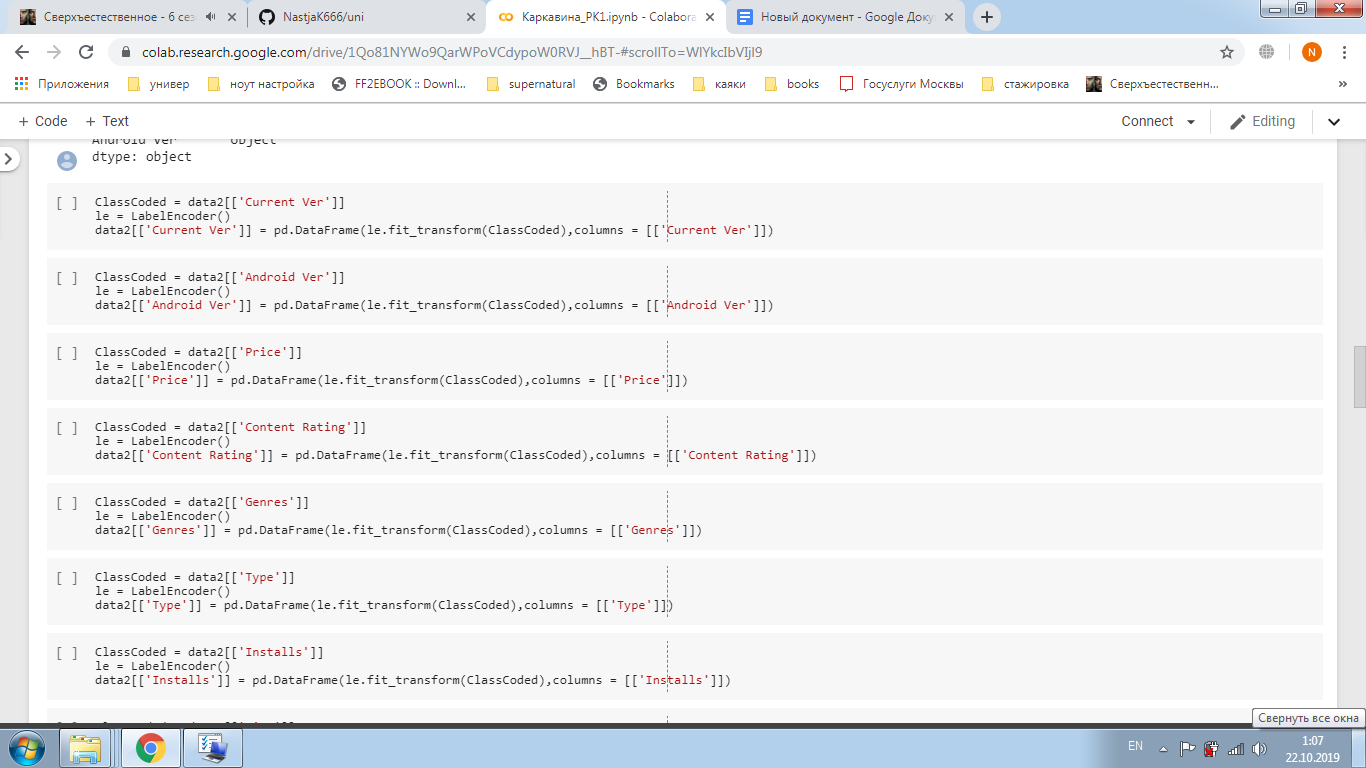 Сверхъестественное - 6 сез
NastjaK666/uni
Каркавина_РК1.ipynb - Colabora
Новый документ - Google Доку
colab.research.google.com/drive/1Qo81NYWo9QarWPoVCdypoW0RVJ__hBT-#scrollTo=WlYkcIbVIjl9
N
Приложения
универ
ноут настройка
FF2EBOOK :: Downl...
supernatural
Bookmarks
каяки
books
Госуслуги Москвы
стажировка
Сверхъестественн...
»
+ Code + Text
Connect
Editing
Android Ver object
dtype: object
[ ] ClassCoded = data2[['Current Ver']]
le = LabelEncoder()
data2[['Current Ver']] = pd.DataFrame(le.fit_transform(ClassCoded),columns = [['Current Ver']])
[ ] ClassCoded = data2[['Android Ver']]
le = LabelEncoder()
data2[['Android Ver']] = pd.DataFrame(le.fit_transform(ClassCoded),columns = [['Android Ver']])
[ ] ClassCoded = data2[['Price']]
le = LabelEncoder()
data2[['Price']] = pd.DataFrame(le.fit_transform(ClassCoded),columns = [['Price']])
[ ] ClassCoded = data2[['Content Rating']]
le = LabelEncoder()
data2[['Content Rating']] = pd.DataFrame(le.fit_transform(ClassCoded),columns = [['Content Rating']])
[ ] ClassCoded = data2[['Genres']]
le = LabelEncoder()
data2[['Genres']] = pd.DataFrame(le.fit_transform(ClassCoded),columns = [['Genres']])
[ ] ClassCoded = data2[['Type']]
le = LabelEncoder()
data2[['Type']] = pd.DataFrame(le.fit_transform(ClassCoded),columns = [['Type']])
[ ] ClassCoded = data2[['Installs']]
le = LabelEncoder()
data2[['Installs']] = pd.DataFrame(le.fit_transform(ClassCoded),columns = [['Installs']])
Свернуть все окна
EN
1:07
22.10.2019